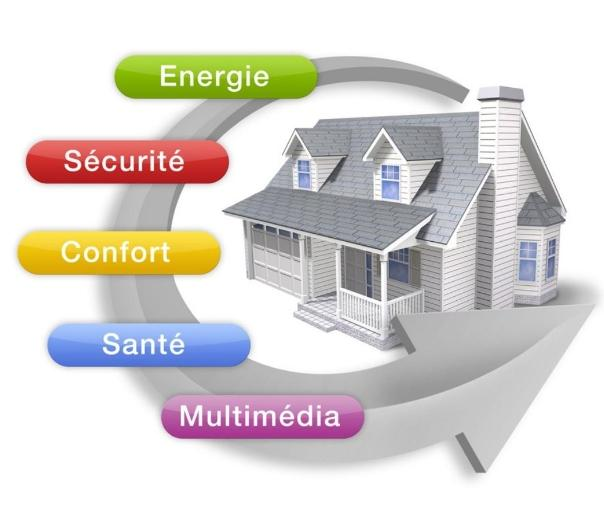 Energie
Sécurité
Confort
Santé
Multimédia